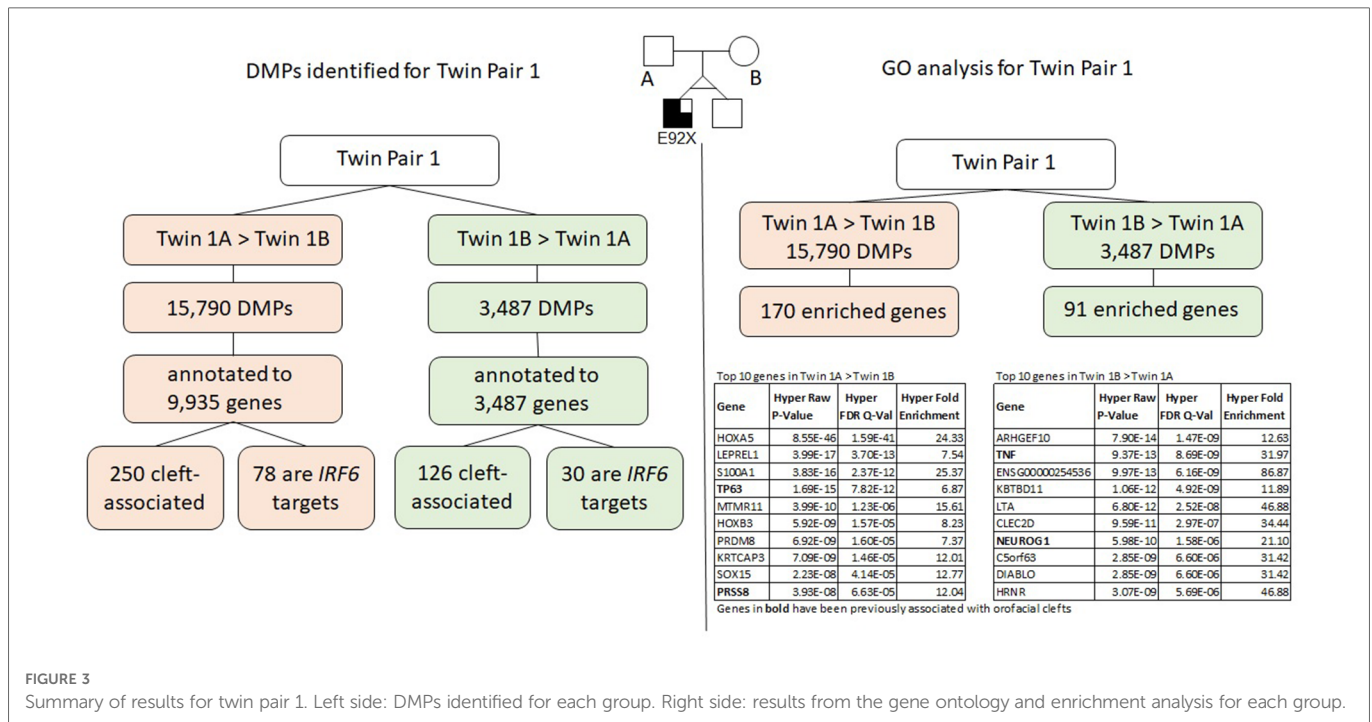 DMPs identified for Twin Pair 1
A
B
E92X
GO analysis for Twin Pair 1
Twin Pair 1
Twin 1A > Twin 1B
Twin 1B > Twin 1A
15,790 DMPs
3,487 DMPs
annotated to
9,935 genes
annotated to
3,487 genes
250 cleft-
associated
78 are IRF6
targets
126 cleft-
associated
30 are IRF6
targets
Twin Pair 1
Twin 1A > Twin 1B
15,790 DMPs
Twin 1B > Twin 1A
3,487 DMPs
170 enriched genes
91 enriched genes
Top 10 genes in Twin 1A >Twin 1B
Gene Hyper Raw P-Value Hyper FDR Q-Val Hyper Fold Enrichment
HOXA5 8.55E-46 1.59E-41 24.33
LEPREL1 3.99E-17 3.70E-13 7.54
S100A1 3.83E-16 2.37E-12 25.37
TP63 1.69E-15 7.82E-12 6.87
MTMR11 3.99E-10 1.23E-06 15.61
HOXB3 5.92E-09 1.57E-05 8.23
PRDM8 6.92E-09 1.60E-05 7.37
KRTCAP3 7.09E-09 1.46E-05 12.01
SOX15 2.23E-08 4.14E-05 12.77
PRSS8 3.93E-08 6.63E-05 12.04
Genes in bold have been previously associated with orofacial clefts
Top 10 genes in Twin 1B >Twin 1A
Gene Hyper Raw P-Value Hyper FDR Q-Val Hyper Fold Enrichment
ARHGEF10 7.90E-14 1.47E-09 12.63
TNF 9.37E-13 8.69E-09 31.97
ENSG00000254536 9.97E-13 6.16E-09 86.87
KBTBD11 1.06E-12 4.92E-09 11.89
LTA 6.80E-12 2.52E-08 46.88
CLEC2D 9.59E-11 2.97E-07 34.44
NEUROG1 5.98E-10 1.58E-06 21.10
C5orf63 2.85E-09 6.60E-06 31.42
DIABLO 2.85E-09 6.60E-06 31.42
HRNR 3.07E-09 5.69E-06 46.88
FIGURE 3
Summary of results for twin pair 1. Left side: DMPs identified for each group. Right side: results from the gene ontology and enrichment analysis for each group.